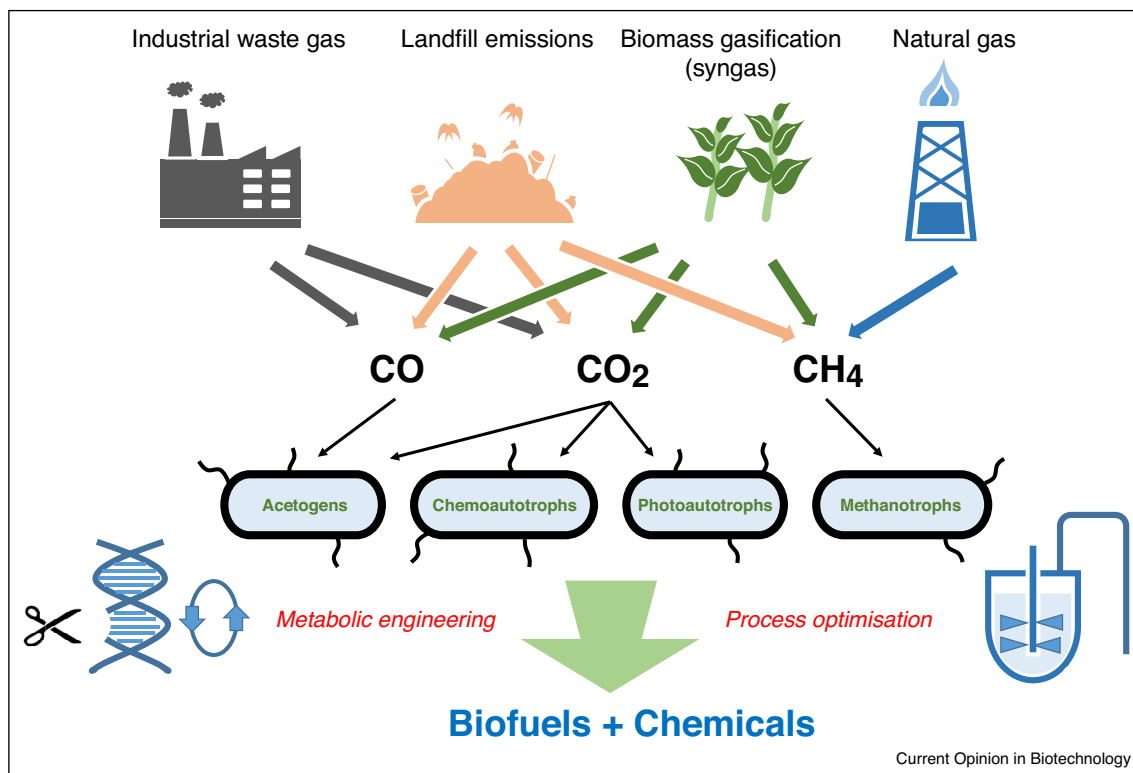 Industrial waste gas
Landfill emissions
Biomass gasification
(syngas)
Natural gas
CO
CO2
CH4
Acetogens
Chemoautotrophs
Photoautotrophs
Methanotrophs
Metabolic engineering
Process optimisation
Biofuels + Chemicals
Current Opinion in Biotechnology